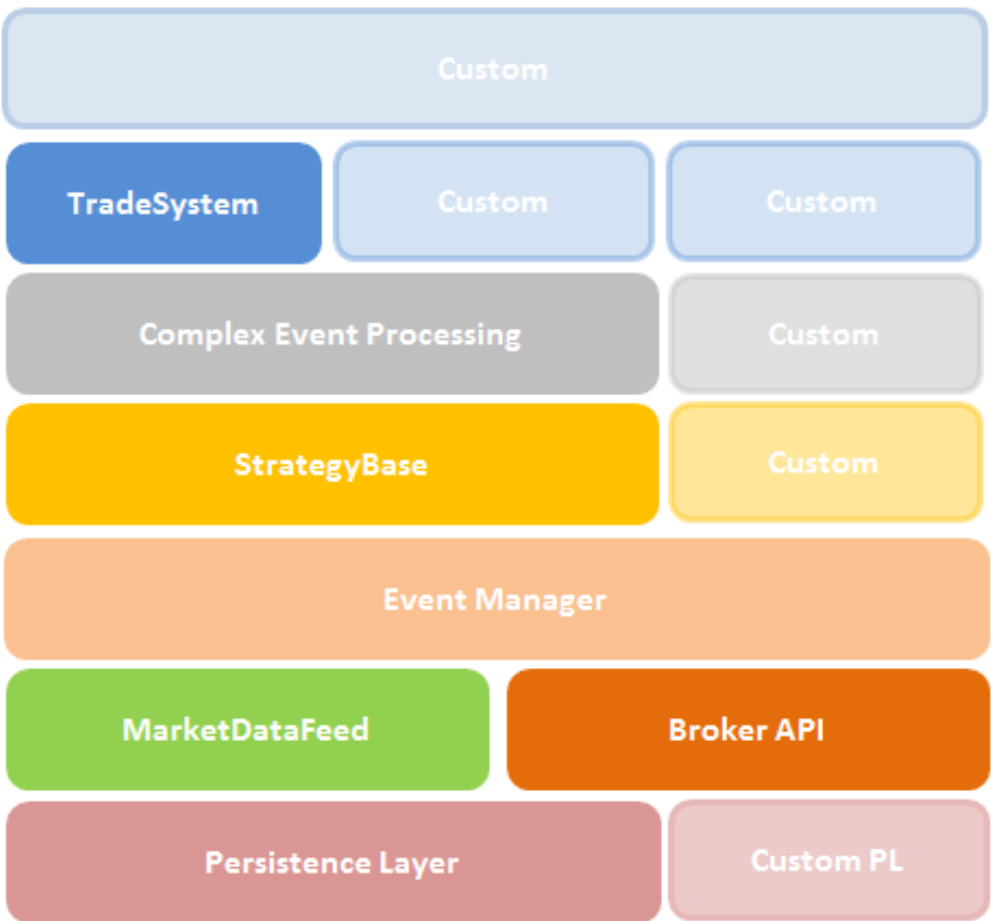 Custom
TradeSystem
Custom
Custom
Complex Event Processing
Custom
StrategyBase
Custom
Event Manager
MarketDataFeed
Broker API
Persistence Layer
Custom PL